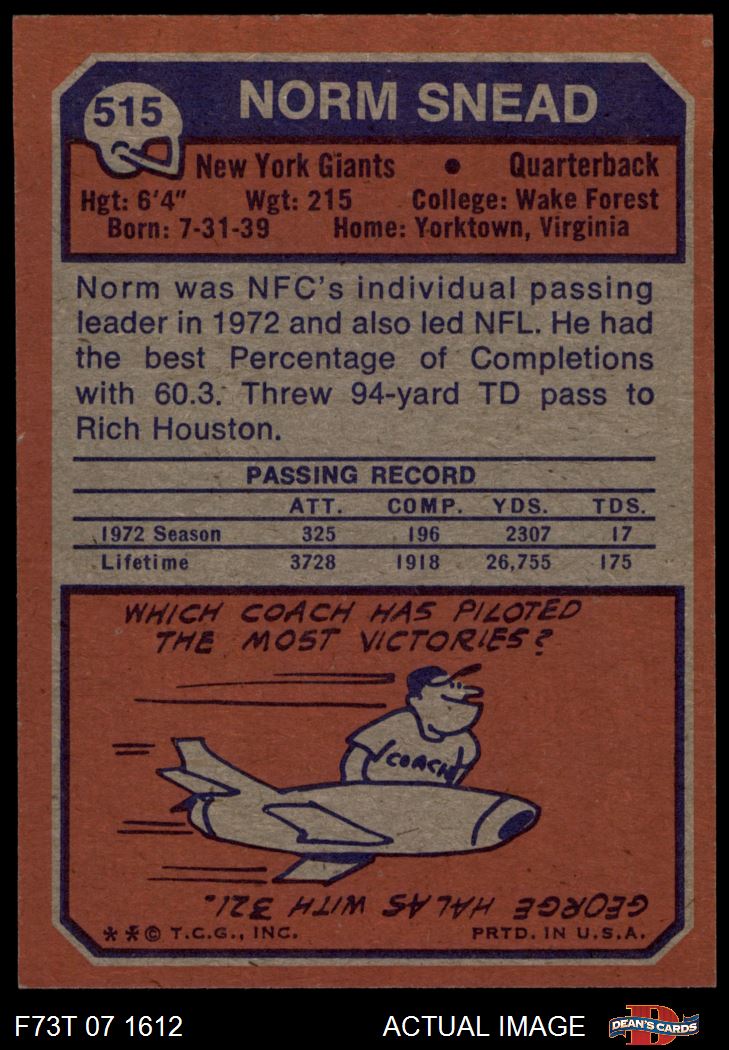 515
NORM SNEAD
New York Giants • Quarterback
Hgt: 6'4" Wgt: 215 College: Wake Forest
Born: 7-31-39 Home: Yorktown, Virginia
Norm was NFC's individual passing
leader in 1972 and also led NFL. He had
the best Percentage of Completions
with 60.3. Threw 94-yard TD pass to
Rich Houston.
PASSING RECORD
ATT. COMP. YDS. TDS.
1972 Season 325 196 2307 17
Lifetime 3728 1918 26,755 175
WHICH COACH HAS PILOTED
THE MOST VICTORIES?
COACH
GEORGE HALAS WITH 321.
** © T.C.G., INC. PRTD. IN U.S.A.
F73T 07 1612 ACTUAL IMAGE D DEAN'S CARDS